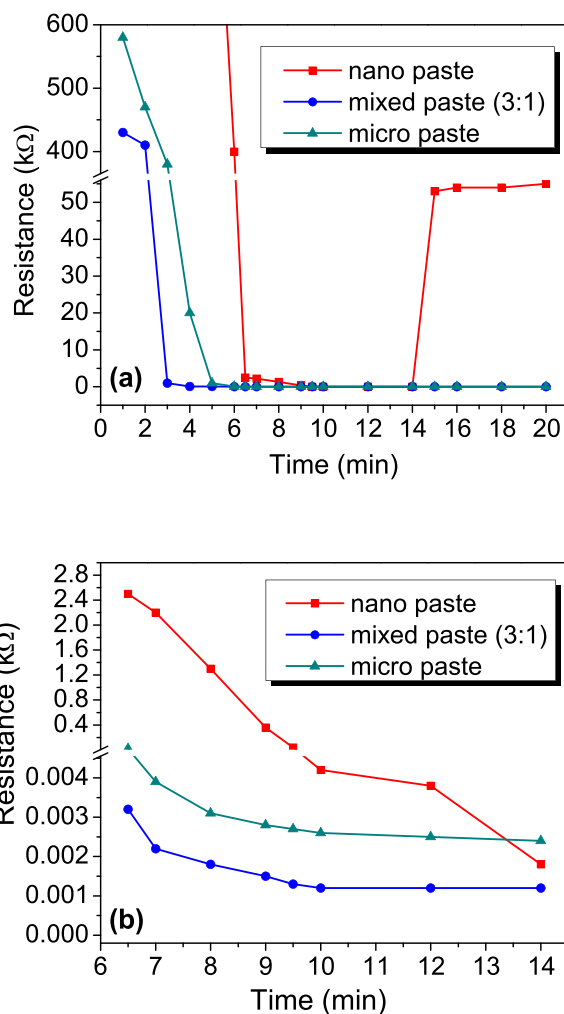 600
500
400
50
40
30
20
10
0
Resistance (kΩ)
nano paste
mixed paste (3:1)
micro paste
(a)
0 2 4 6 8 10 12 14 16 18 20
Time (min)
2.8
2.4
2.0
1.6
1.2
0.8
0.4
0.004
0.003
0.002
0.001
0.000
Resistance (kΩ)
nano paste
mixed paste (3:1)
micro paste
(b)
6 7 8 9 10 11 12 13 14
Time (min)